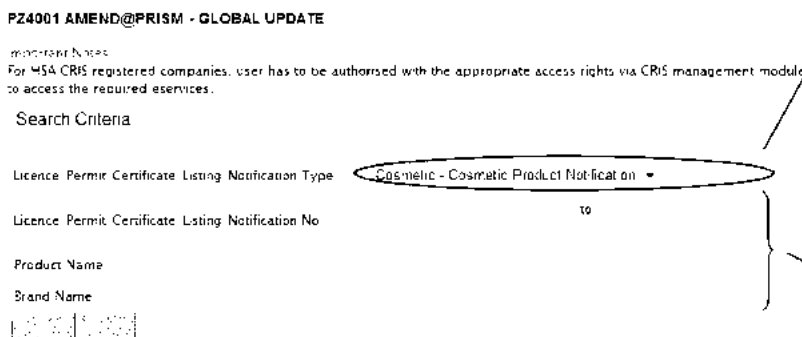 PZ4001 AMEND@PRISM - GLOBAL UPDATE
Important Notes
For HSA CRIS registered companies, user has to be authorised with the appropriate access rights via CRIS management module
to access the required eservices.
Search Criteria
Licence Permit Certificate Listing Notification Type Cosmetic - Cosmetic Product Notification
Licence Permit Certificate Listing Notification No to
Product Name
Brand Name